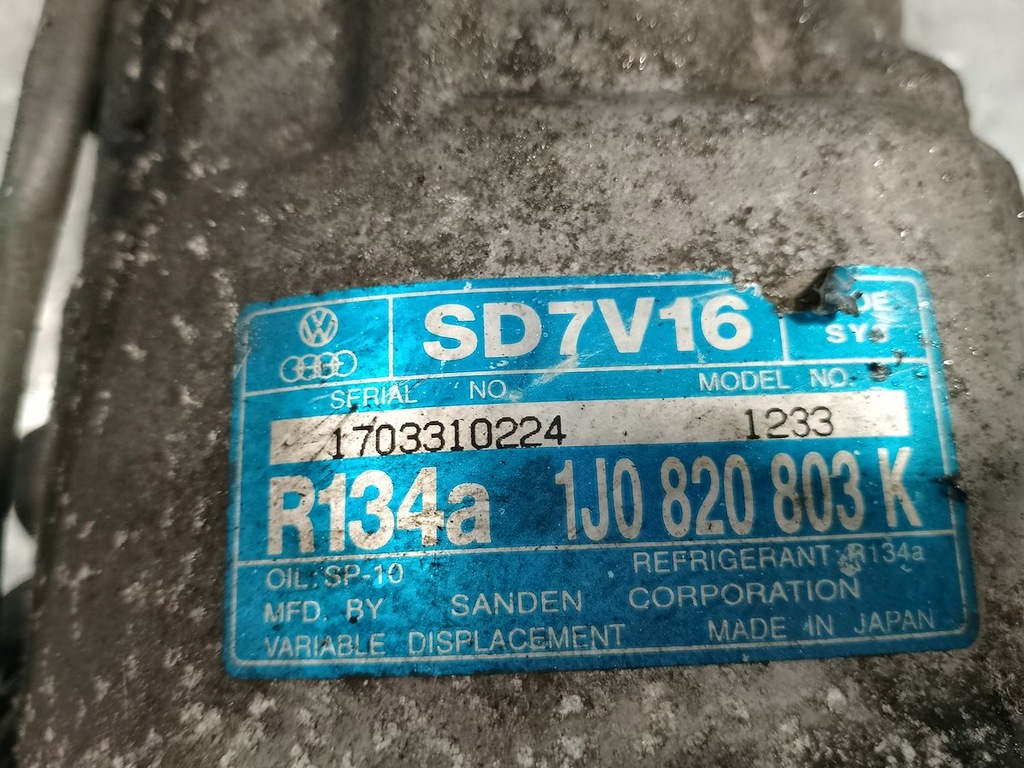 SD7V16
SERIAL NO. MODEL NO.
1703310224 1233
R134a 1J0 820 803 K
OIL: SP-10 REFRIGERANT: R134a
MFD. BY SANDEN CORPORATION
VARIABLE DISPLACEMENT MADE IN JAPAN